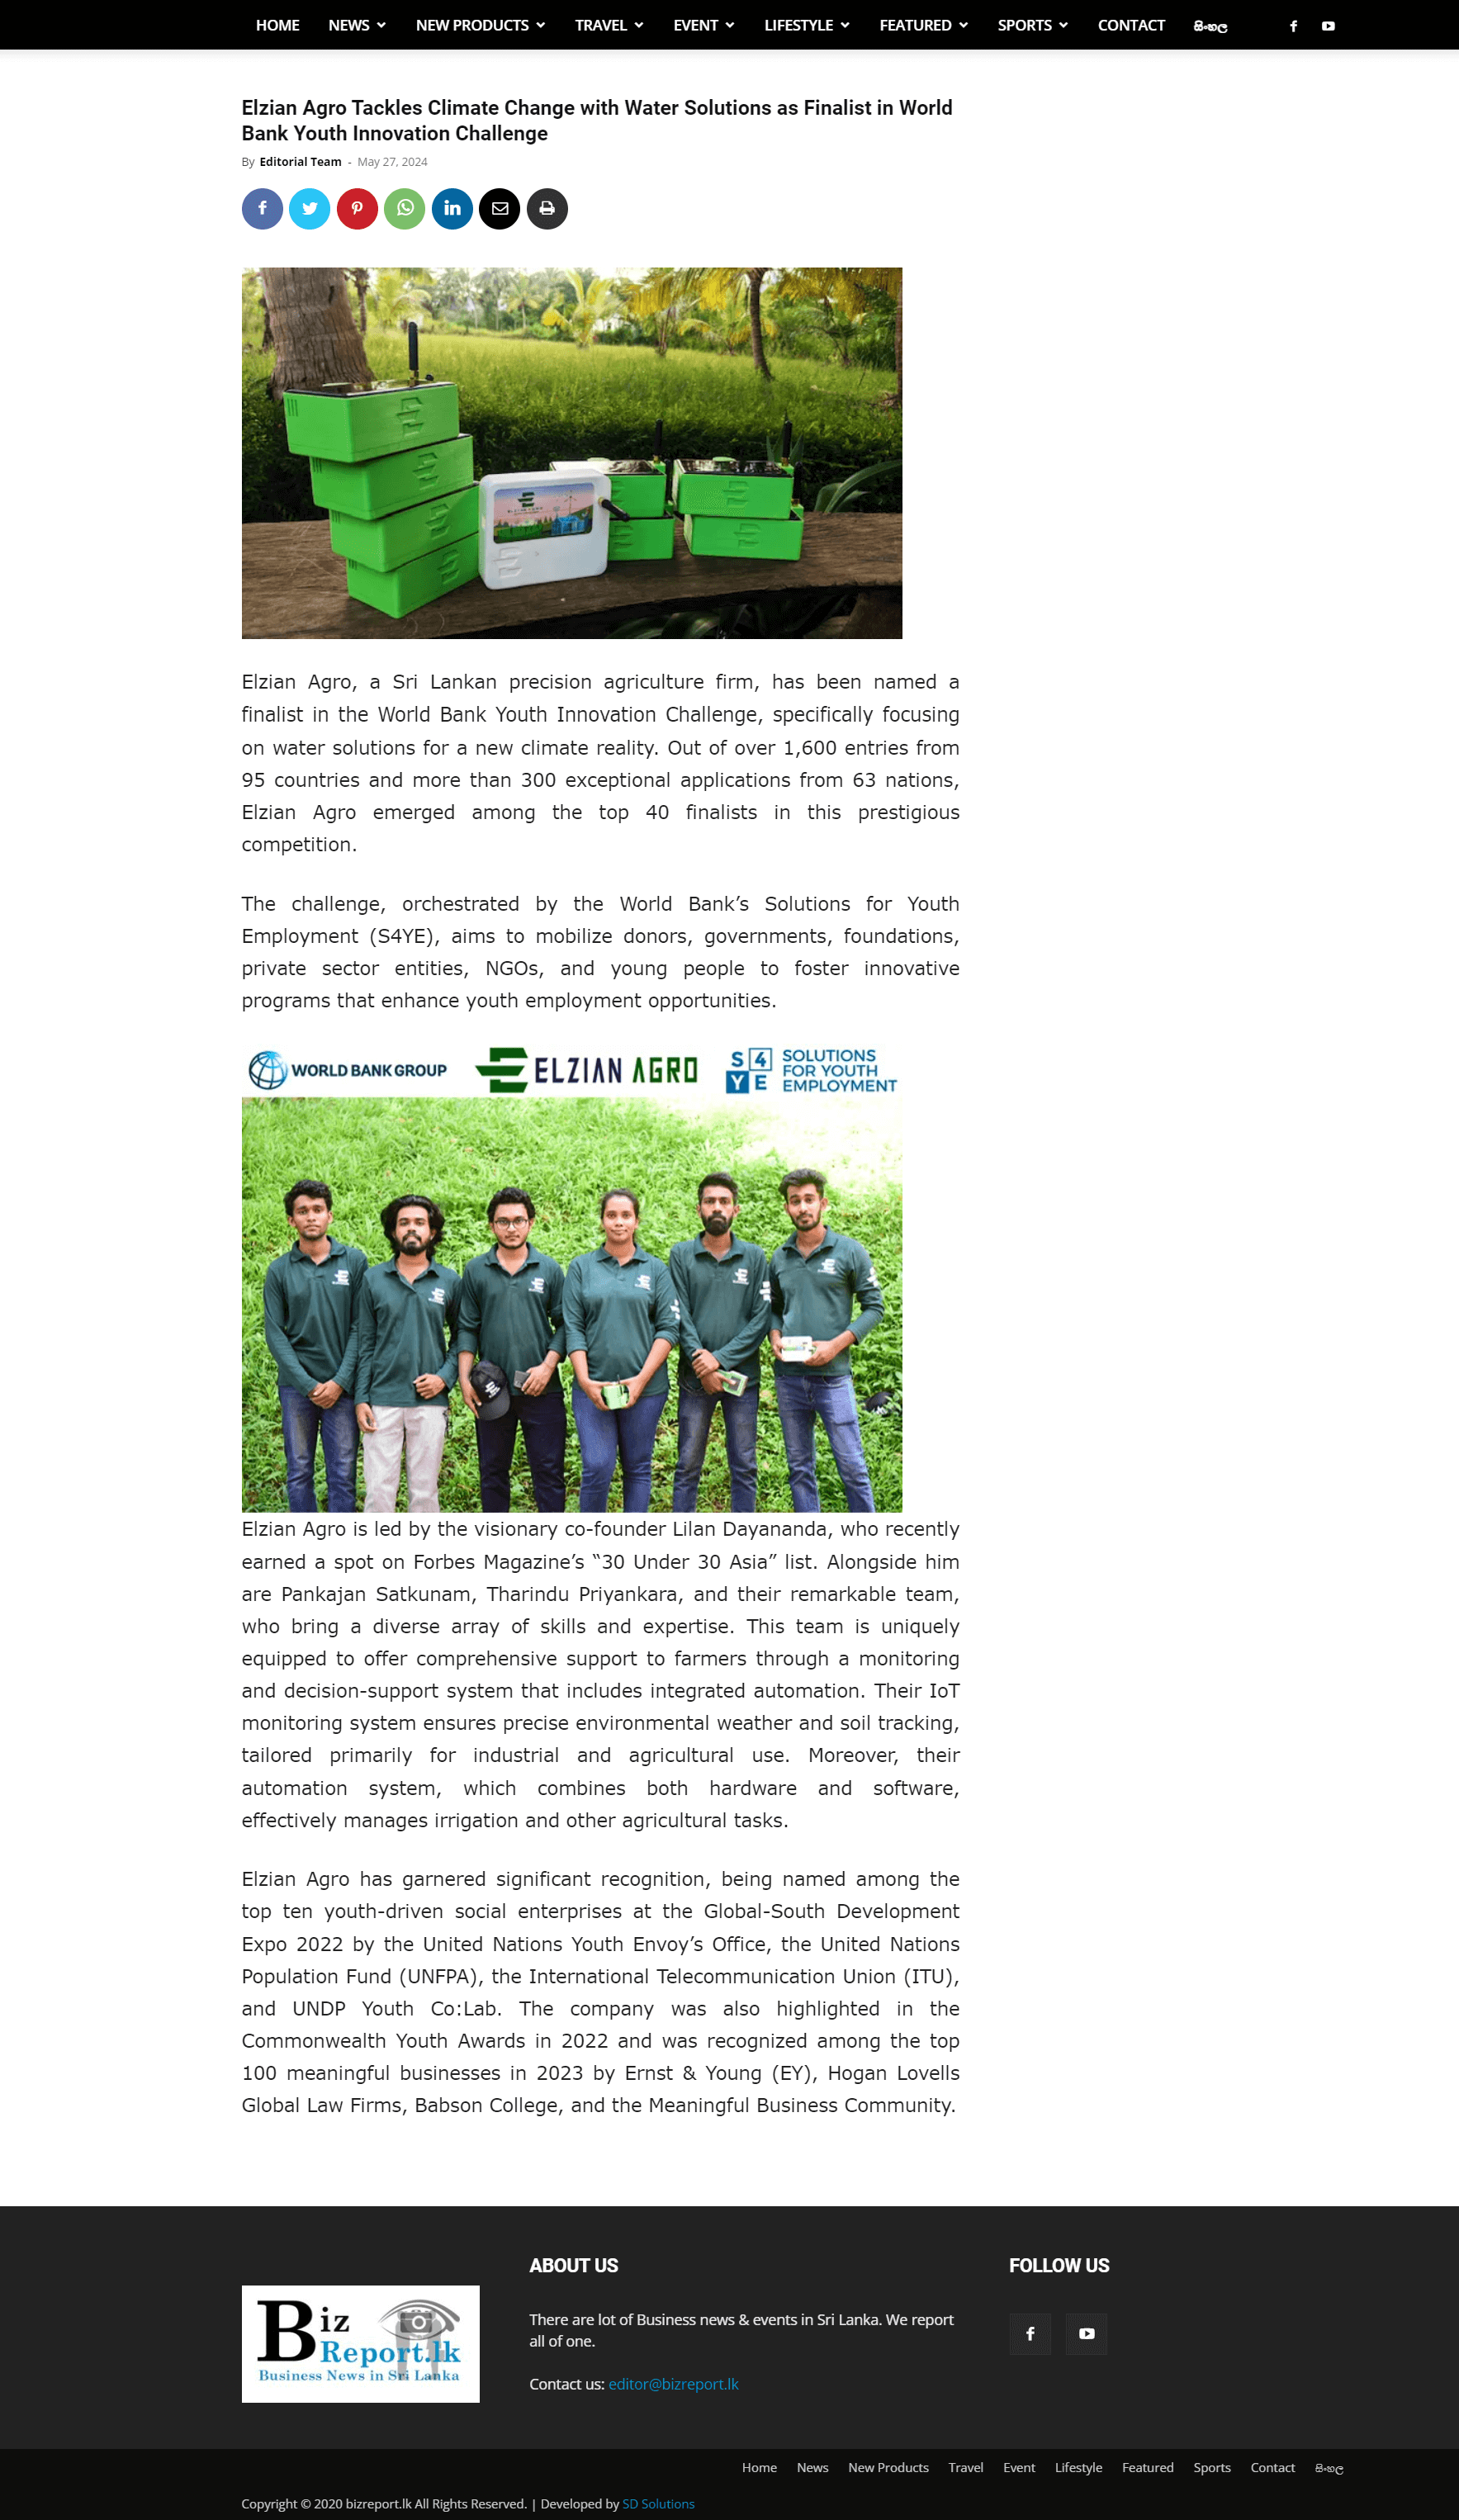 HOME NEWS NEW PRODUCTS TRAVEL EVENT LIFESTYLE FEATURED SPORTS CONTACT සිංහල
Elzian Agro Tackles Climate Change with Water Solutions as Finalist in World
Bank Youth Innovation Challenge
By Editorial Team - May 27, 2024
Elzian Agro, a Sri Lankan precision agriculture firm, has been named a
finalist in the World Bank Youth Innovation Challenge, specifically focusing
on water solutions for a new climate reality. Out of over 1,600 entries from
95 countries and more than 300 exceptional applications from 63 nations,
Elzian Agro emerged among the top 40 finalists in this prestigious
competition.
The challenge, orchestrated by the World Bank’s Solutions for Youth
Employment (S4YE), aims to mobilize donors, governments, foundations,
private sector entities, NGOs, and young people to foster innovative
programs that enhance youth employment opportunities.
WORLD BANK GROUP ELZIAN AGRO S4YE SOLUTIONS
FOR YOUTH
EMPLOYMENT
Elzian Agro is led by the visionary co-founder Lilan Dayananda, who recently
earned a spot on Forbes Magazine’s “30 Under 30 Asia” list. Alongside him
are Pankajan Satkunam, Tharindu Priyankara, and their remarkable team,
who bring a diverse array of skills and expertise. This team is uniquely
equipped to offer comprehensive support to farmers through a monitoring
and decision-support system that includes integrated automation. Their IoT
monitoring system ensures precise environmental weather and soil tracking,
tailored primarily for industrial and agricultural use. Moreover, their
automation system, which combines both hardware and software,
effectively manages irrigation and other agricultural tasks.
Elzian Agro has garnered significant recognition, being named among the
top ten youth-driven social enterprises at the Global-South Development
Expo 2022 by the United Nations Youth Envoy’s Office, the United Nations
Population Fund (UNFPA), the International Telecommunication Union (ITU),
and UNDP Youth Co:Lab. The company was also highlighted in the
Commonwealth Youth Awards in 2022 and was recognized among the top
100 meaningful businesses in 2023 by Ernst & Young (EY), Hogan Lovells
Global Law Firms, Babson College, and the Meaningful Business Community.
Biz
Report.lk
Business News in Sri Lanka
ABOUT US
There are lot of Business news & events in Sri Lanka. We report
all of one.
Contact us: editor@bizreport.lk
FOLLOW US
Home News New Products Travel Event Lifestyle Featured Sports Contact සිංහල
Copyright © 2020 bizreport.lk All Rights Reserved. | Developed by SD Solutions